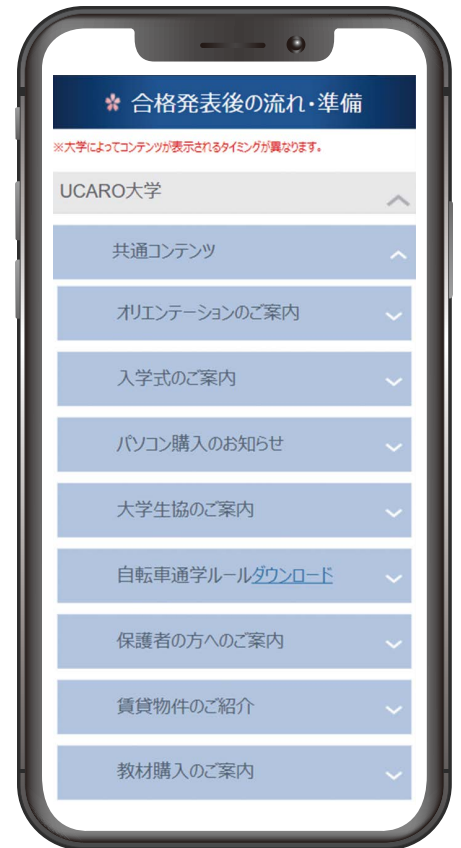 合格発表後の流れ・準備
※大学によってコンテンツが表示されるタイミングが異なります。
UCARO大学
共通コンテンツ
オリエンテーションのご案内
入学式のご案内
パソコン購入のお知らせ
大学生協のご案内
自転車通学ルールダウンロード
保護者の方へのご案内
賃貸物件のご紹介
教材購入のご案内